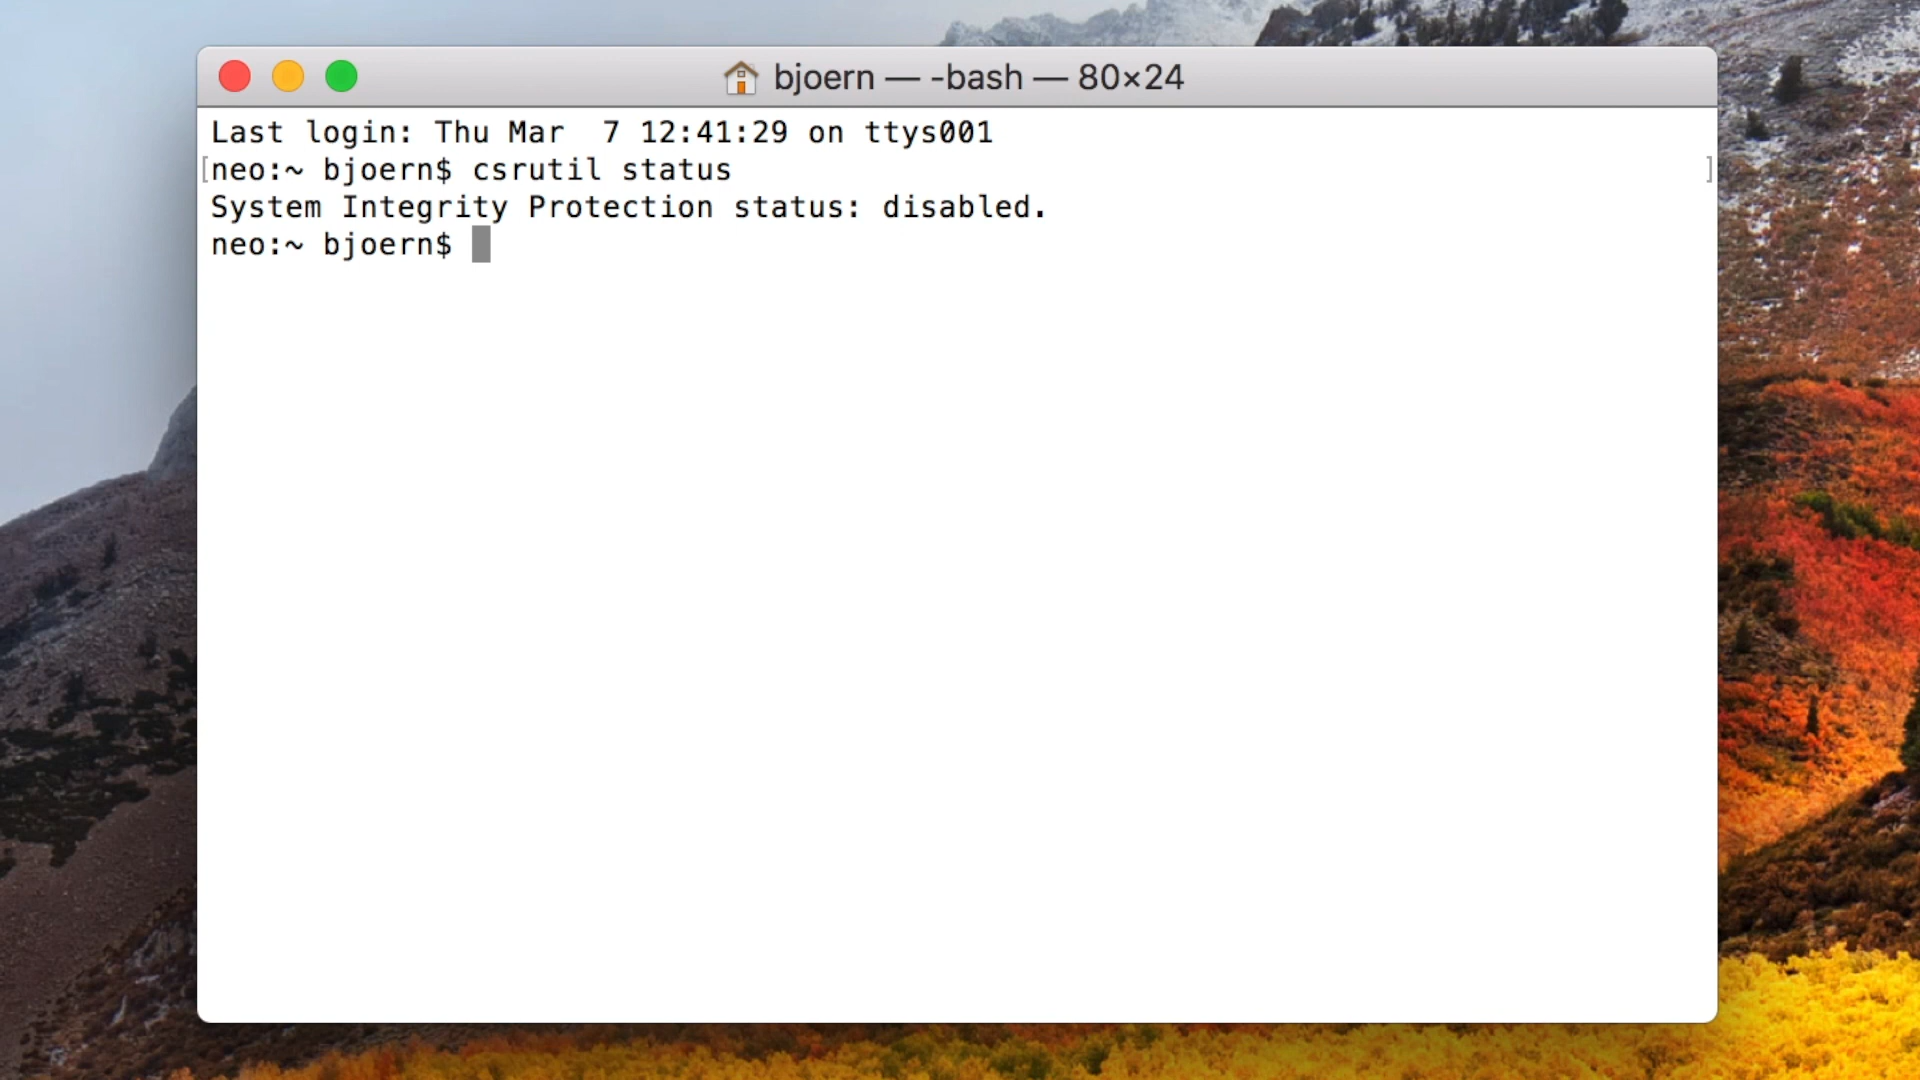 bjoern — -bash — 80×24
Last login: Thu Mar  7 12:41:29 on ttys001
[neo:~ bjoern$ csrutil status ]
System Integrity Protection status: disabled.
neo:~ bjoern$